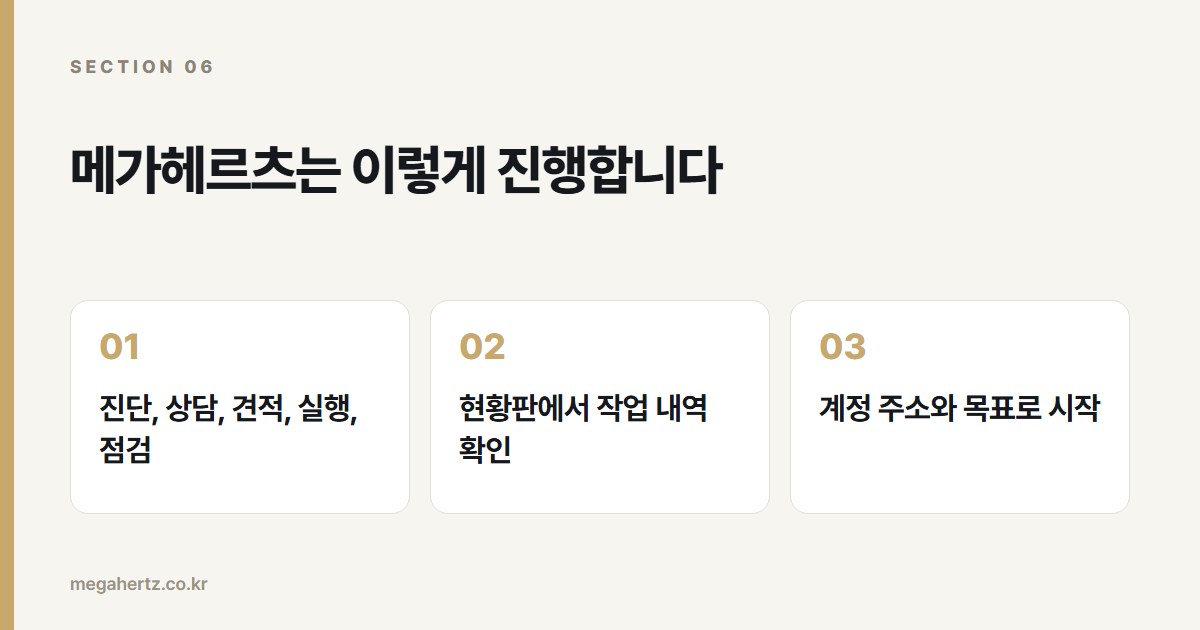 SECTION 06
메가헤르츠는 이렇게 진행합니다
01
진단, 상담, 견적, 실행,
점검
02
현황판에서 작업 내역
확인
03
계정 주소와 목표로 시작
megahertz.co.kr